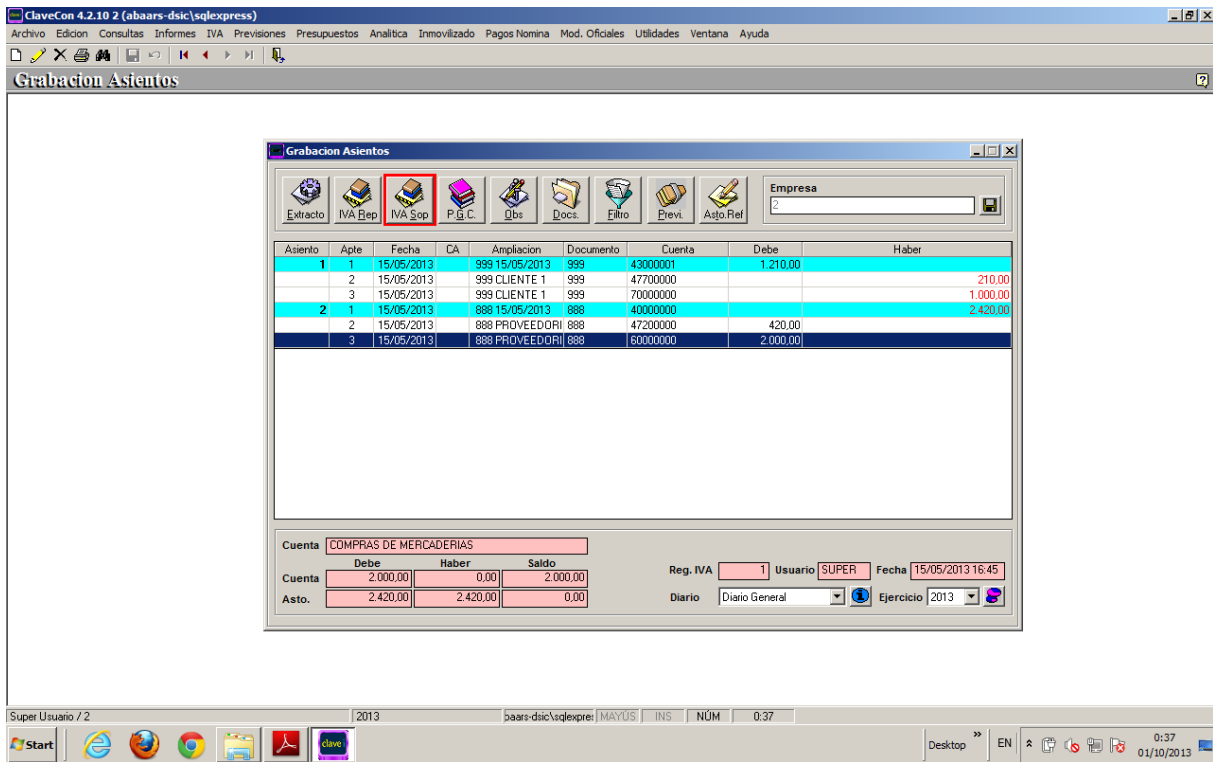 ClaveCon 4.2.10 2 (abaars-dsic\sqlexpress)
Archivo Edicion Consultas Informes IVA Previsiones Presupuestos Analitica Inmovilizado Pagos Nomina Mod. Oficiales Utilidades Ventana Ayuda
Grabacion Asientos
Grabacion Asientos
Extracto IVA Rep IVA Sop P.G.C. Obs Docs. Filtro Previ. Asto.Ref
Empresa
2
Asiento Apte Fecha CA Ampliacion Documento Cuenta Debe Haber
1 1 15/05/2013 999 15/05/2013 999 43000001 1.210,00
2 15/05/2013 999 CLIENTE 1 999 47700000 210,00
3 15/05/2013 999 CLIENTE 1 999 70000000 1.000,00
2 1 15/05/2013 888 15/05/2013 888 40000000 2.420,00
2 15/05/2013 888 PROVEEDORI 888 47200000 420,00
3 15/05/2013 888 PROVEEDORI 888 60000000 2.000,00
Cuenta COMPRAS DE MERCADERIAS
Debe Haber Saldo
Cuenta 2.000,00 0,00 2.000,00
Asto. 2.420,00 2.420,00 0,00
Reg. IVA 1 Usuario SUPER Fecha 15/05/2013 16:45
Diario Diario General Ejercicio 2013
Super Usuario / 2 2013 baars-dsic\sqlexpre: MAYÚS INS NÚM 0:37
Start clave Desktop » EN 0:37
01/10/2013